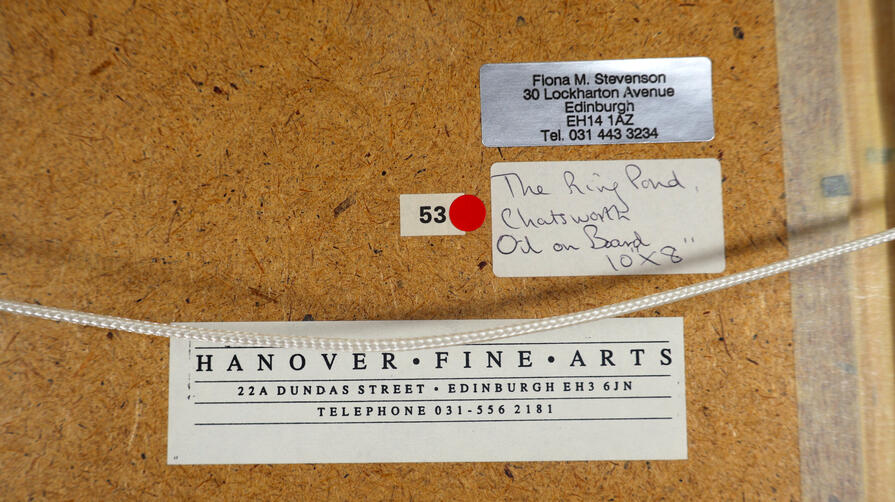 Fiona M. Stevenson
30 Lockharton Avenue
Edinburgh
EH14 1AZ
Tel. 031 443 3234
53
The Ring Pond,
Chatsworth
Oil on Board
10"X8"
HANOVER•FINE•ARTS
22A DUNDAS STREET • EDINBURGH EH3 6JN
TELEPHONE 031-556 2181